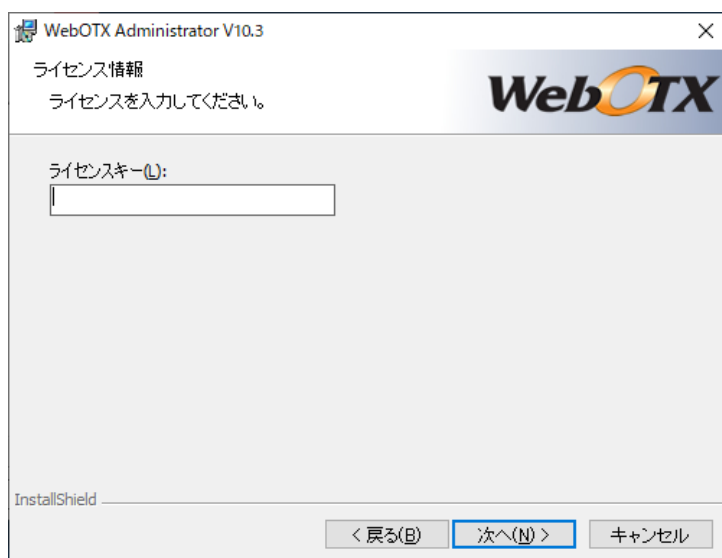 WebOTX Administrator V10.3
ライセンス情報
ライセンスを入力してください。
WebOTX
ライセンスキー(L):
InstallShield
< 戻る(B)
次へ(N) >
キャンセル